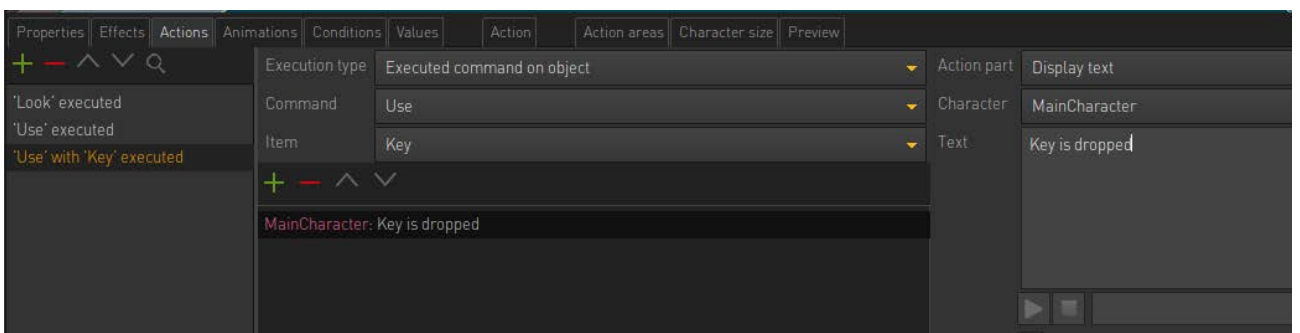 Properties Effects Actions Animations Conditions Values Action Action areas Character size Preview
'Look' executed
'Use' executed
'Use' with 'Key' executed
Execution type Executed command on object
Command Use
Item Key
MainCharacter: Key is dropped
Action part Display text
Character MainCharacter
Text Key is dropped